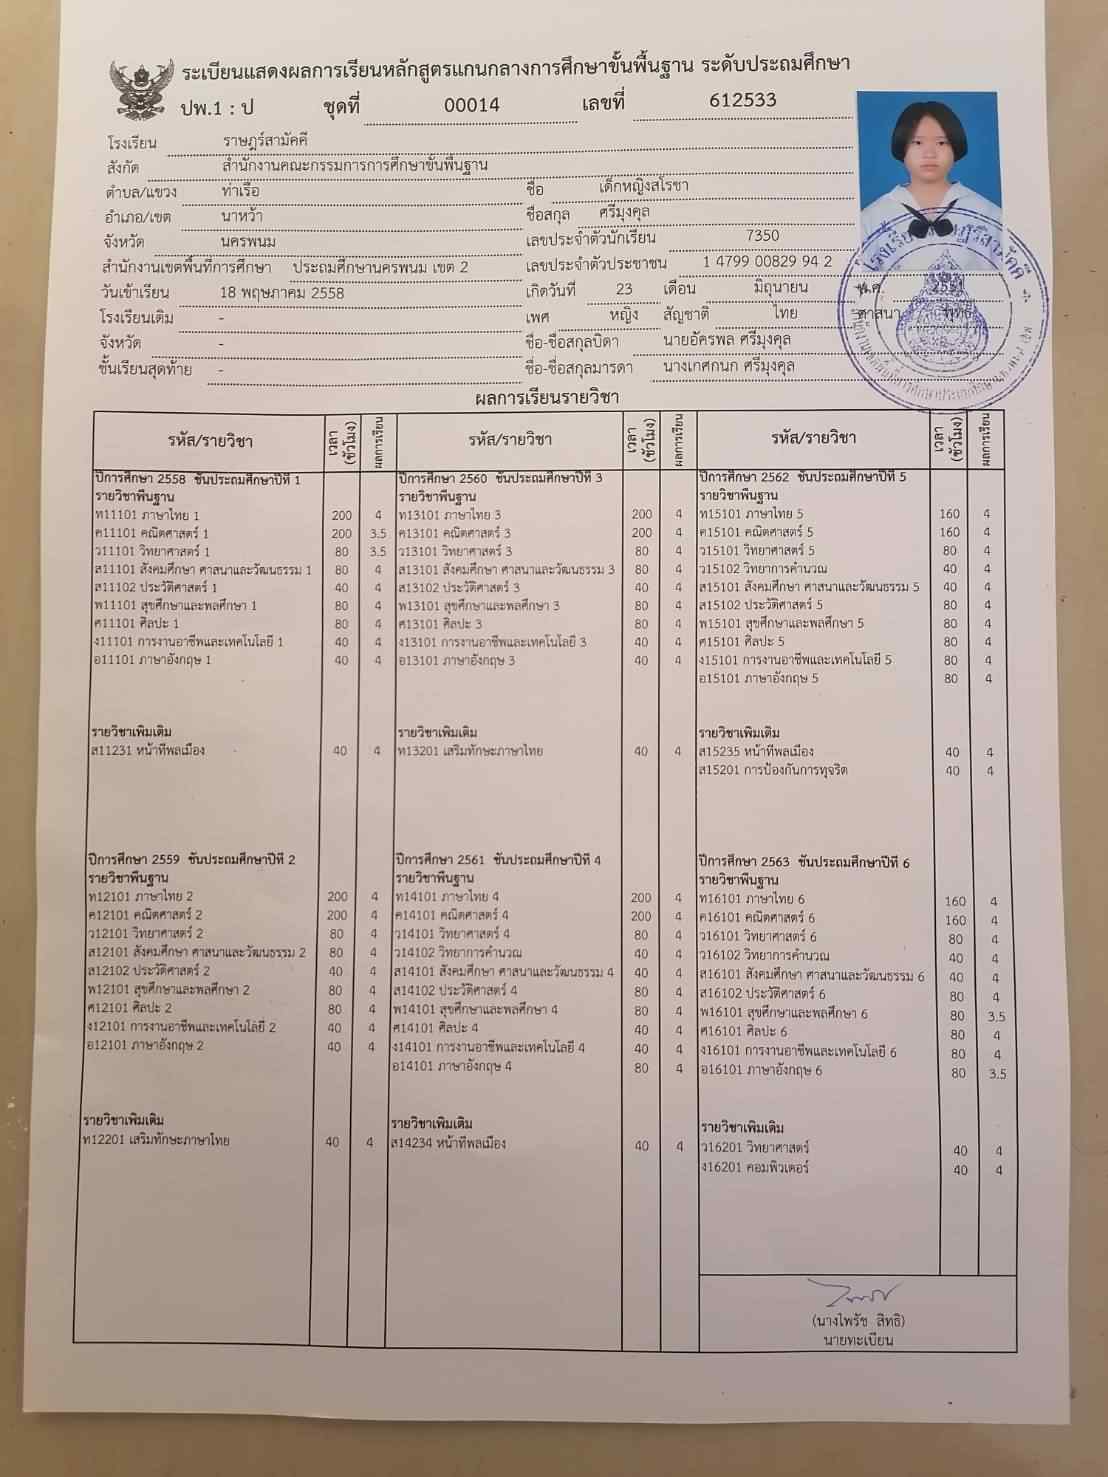 ระเบียนแสดงผลการเรียนหลักสูตรแกนกลางการศึกษาขั้นพื้นฐาน ระดับประถมศึกษา
ปพ.1 : ป ชุดที่ 00014 เลขที่ 612533
โรงเรียน ราษฎร์สามัคคี
สังกัด สำนักงานคณะกรรมการการศึกษาขั้นพื้นฐาน
ตำบล/แขวง ท่าเรือ
อำเภอ/เขต นาหว้า
จังหวัด นครพนม
สำนักงานเขตพื้นที่การศึกษา ประถมศึกษานครพนม เขต 2
วันเข้าเรียน 18 พฤษภาคม 2558
โรงเรียนเดิม -
จังหวัด -
ชั้นเรียนสุดท้าย -
ชื่อ เด็กหญิงสโรชา
ชื่อสกุล ศรีมุงคุล
เลขประจำตัวนักเรียน 7350
เลขประจำตัวประชาชน 1 4799 00829 94 2
เกิดวันที่ 23 เดือน มิถุนายน พ.ศ. 2551
เพศ หญิง สัญชาติ ไทย ศาสนา พุทธ
ชื่อ-ชื่อสกุลบิดา นายอัครพล ศรีมุงคุล
ชื่อ-ชื่อสกุลมารดา นางเกศกนก ศรีมุงคุล
ผลการเรียนรายวิชา
รหัส/รายวิชา เวลา (ชั่วโมง) ผลการเรียน
ปีการศึกษา 2558 ชั้นประถมศึกษาปีที่ 1
รายวิชาพื้นฐาน
ท11101 ภาษาไทย 1 200 4
ค11101 คณิตศาสตร์ 1 200 3.5
ว11101 วิทยาศาสตร์ 1 80 3.5
ส11101 สังคมศึกษา ศาสนาและวัฒนธรรม 1 80 4
ส11102 ประวัติศาสตร์ 1 40 4
พ11101 สุขศึกษาและพลศึกษา 1 80 4
ศ11101 ศิลปะ 1 80 4
ง11101 การงานอาชีพและเทคโนโลยี 1 40 4
อ11101 ภาษาอังกฤษ 1 40 4
รายวิชาเพิ่มเติม
ส11231 หน้าที่พลเมือง 40 4
ปีการศึกษา 2559 ชั้นประถมศึกษาปีที่ 2
รายวิชาพื้นฐาน
ท12101 ภาษาไทย 2 200 4
ค12101 คณิตศาสตร์ 2 200 4
ว12101 วิทยาศาสตร์ 2 80 4
ส12101 สังคมศึกษา ศาสนาและวัฒนธรรม 2 80 4
ส12102 ประวัติศาสตร์ 2 40 4
พ12101 สุขศึกษาและพลศึกษา 2 80 4
ศ12101 ศิลปะ 2 80 4
ง12101 การงานอาชีพและเทคโนโลยี 2 40 4
อ12101 ภาษาอังกฤษ 2 40 4
รายวิชาเพิ่มเติม
ท12201 เสริมทักษะภาษาไทย 40 4
รหัส/รายวิชา เวลา (ชั่วโมง) ผลการเรียน
ปีการศึกษา 2560 ชั้นประถมศึกษาปีที่ 3
รายวิชาพื้นฐาน
ท13101 ภาษาไทย 3 200 4
ค13101 คณิตศาสตร์ 3 200 4
ว13101 วิทยาศาสตร์ 3 80 4
ส13101 สังคมศึกษา ศาสนาและวัฒนธรรม 3 80 4
ส13102 ประวัติศาสตร์ 3 40 4
พ13101 สุขศึกษาและพลศึกษา 3 80 4
ศ13101 ศิลปะ 3 80 4
ง13101 การงานอาชีพและเทคโนโลยี 3 40 4
อ13101 ภาษาอังกฤษ 3 40 4
รายวิชาเพิ่มเติม
ท13201 เสริมทักษะภาษาไทย 40 4
ปีการศึกษา 2561 ชั้นประถมศึกษาปีที่ 4
รายวิชาพื้นฐาน
ท14101 ภาษาไทย 4 200 4
ค14101 คณิตศาสตร์ 4 200 4
ว14101 วิทยาศาสตร์ 4 80 4
ว14102 วิทยาการคำนวณ 40 4
ส14101 สังคมศึกษา ศาสนาและวัฒนธรรม 4 40 4
ส14102 ประวัติศาสตร์ 4 80 4
พ14101 สุขศึกษาและพลศึกษา 4 80 4
ศ14101 ศิลปะ 4 40 4
ง14101 การงานอาชีพและเทคโนโลยี 4 40 4
อ14101 ภาษาอังกฤษ 4 80 4
รายวิชาเพิ่มเติม
ส14234 หน้าที่พลเมือง 40 4
รหัส/รายวิชา เวลา (ชั่วโมง) ผลการเรียน
ปีการศึกษา 2562 ชั้นประถมศึกษาปีที่ 5
รายวิชาพื้นฐาน
ท15101 ภาษาไทย 5 160 4
ค15101 คณิตศาสตร์ 5 160 4
ว15101 วิทยาศาสตร์ 5 80 4
ว15102 วิทยาการคำนวณ 40 4
ส15101 สังคมศึกษา ศาสนาและวัฒนธรรม 5 40 4
ส15102 ประวัติศาสตร์ 5 80 4
พ15101 สุขศึกษาและพลศึกษา 5 80 4
ศ15101 ศิลปะ 5 80 4
ง15101 การงานอาชีพและเทคโนโลยี 5 80 4
อ15101 ภาษาอังกฤษ 5 80 4
รายวิชาเพิ่มเติม
ส15235 หน้าที่พลเมือง 40 4
ส15201 การป้องกันการทุจริต 40 4
ปีการศึกษา 2563 ชั้นประถมศึกษาปีที่ 6
รายวิชาพื้นฐาน
ท16101 ภาษาไทย 6 160 4
ค16101 คณิตศาสตร์ 6 160 4
ว16101 วิทยาศาสตร์ 6 80 4
ว16102 วิทยาการคำนวณ 40 4
ส16101 สังคมศึกษา ศาสนาและวัฒนธรรม 6 40 4
ส16102 ประวัติศาสตร์ 6 80 4
พ16101 สุขศึกษาและพลศึกษา 6 80 3.5
ศ16101 ศิลปะ 6 80 4
ง16101 การงานอาชีพและเทคโนโลยี 6 80 4
อ16101 ภาษาอังกฤษ 6 80 3.5
รายวิชาเพิ่มเติม
ว16201 วิทยาศาสตร์ 40 4
ง16201 คอมพิวเตอร์ 40 4
(นางไพรัช สิทธิ)
นายทะเบียน